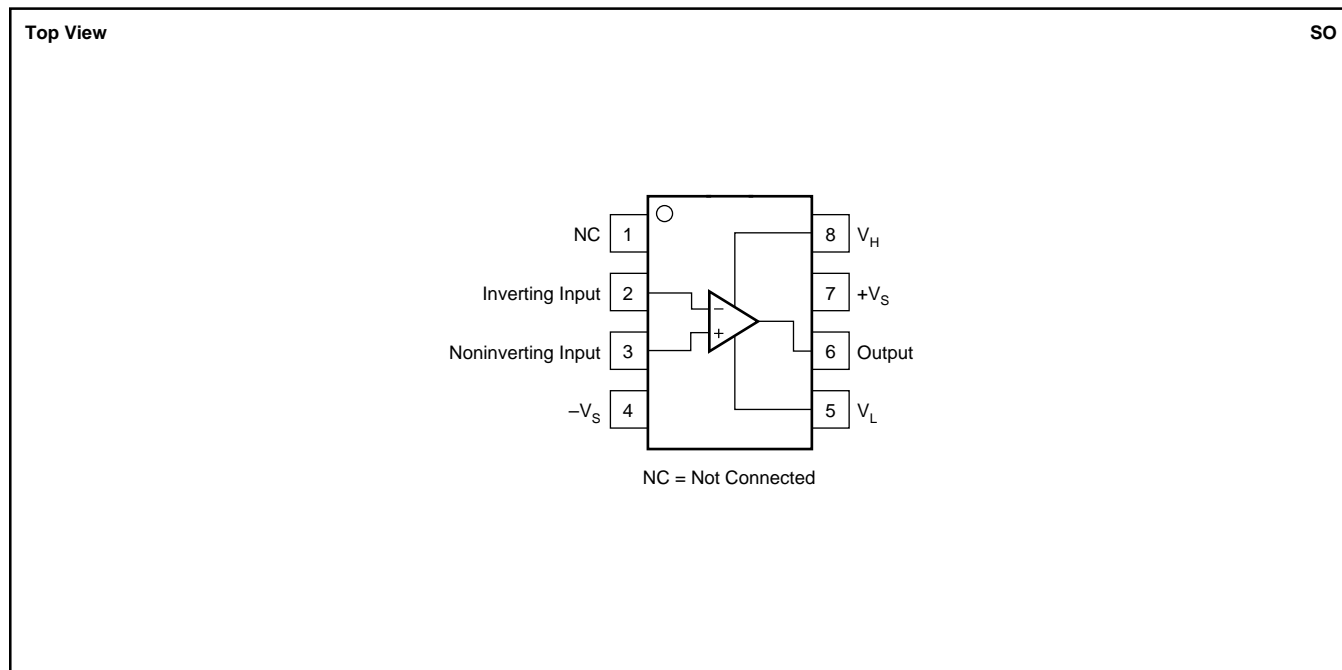 Top View SO
NC 1 8 VH
Inverting Input 2 − 7 +VS
Noninverting Input 3 + 6 Output
–VS 4 5 VL
NC = Not Connected